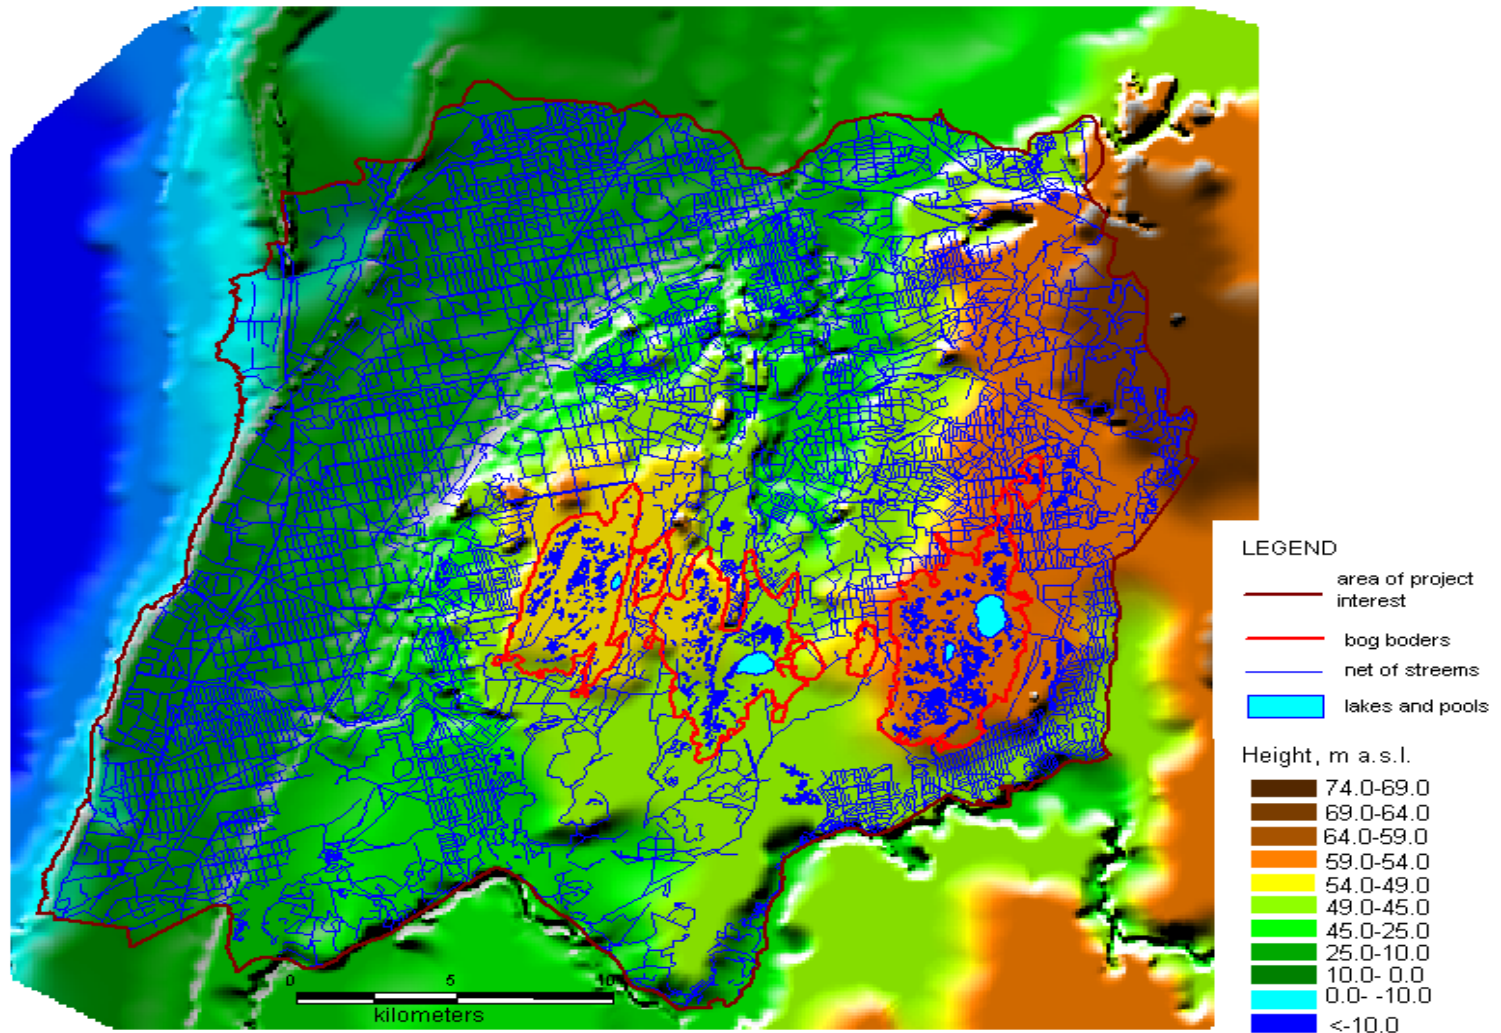 LEGEND
area of project
interest
bog boders
net of streems
lakes and pools
Height, m a.s.l.
74.0-69.0
69.0-64.0
64.0-59.0
59.0-54.0
54.0-49.0
49.0-45.0
45.0-25.0
25.0-10.0
10.0- 0.0
0.0- -10.0
<-10.0
0 5 10
kilometers